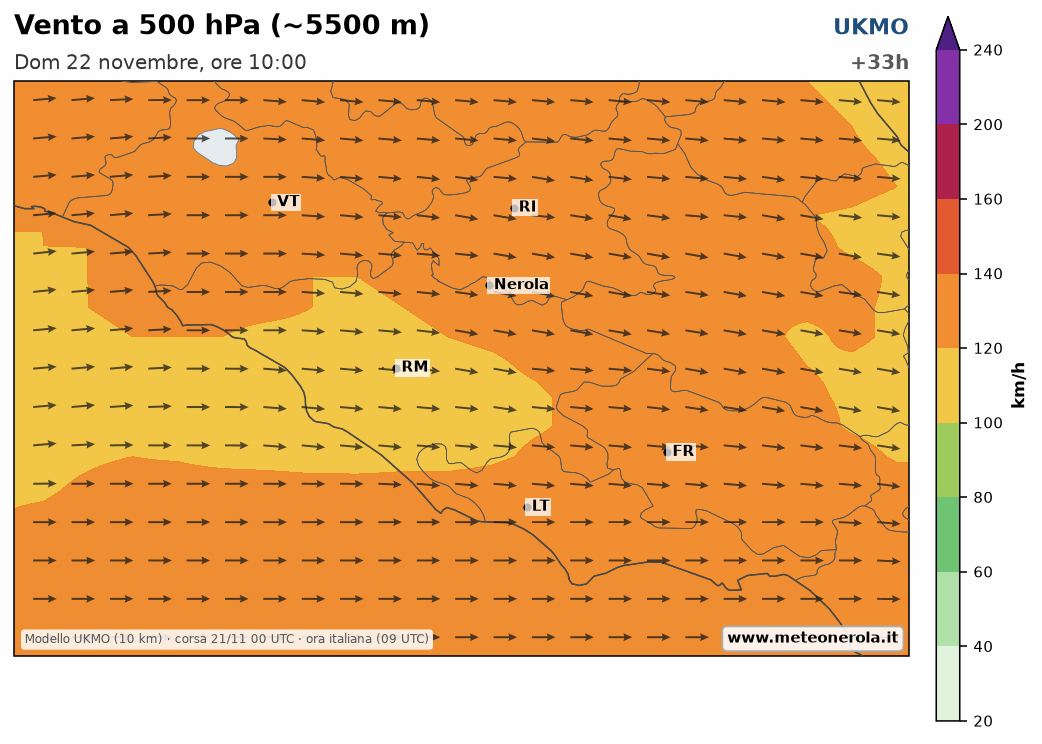 Vento a 500 hPa (~5500 m)
UKMO
Dom 22 novembre, ore 10:00
+33h
240
200
160
140
120
100
80
60
40
20
km/h
VT
RI
Nerola
RM
FR
LT
Modello UKMO (10 km) · corsa 21/11 00 UTC · ora italiana (09 UTC)
www.meteonerola.it